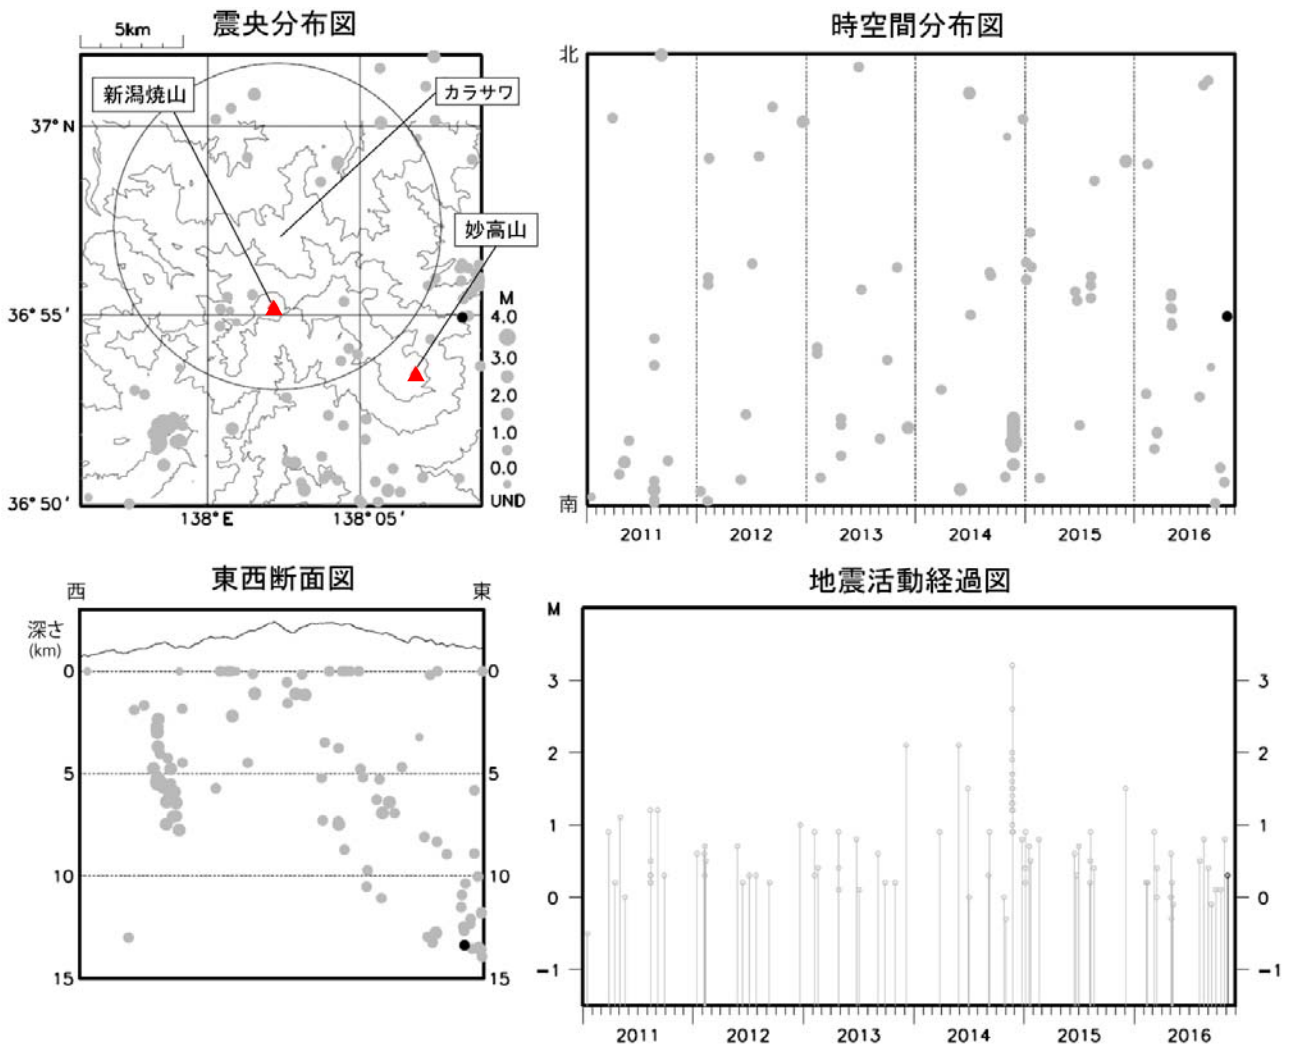 震央分布図
5km
新潟焼山
カラサワ
妙高山
37°N
36°55′
36°50′
138°E
138°05′
M
4.0
3.0
2.0
1.0
0.0
UND
時空間分布図
北
南
2011 2012 2013 2014 2015 2016
東西断面図
西
東
深さ
(km)
0 0
5 5
10 10
15 15
地震活動経過図
M
3 3
2 2
1 1
0 0
-1 -1
2011 2012 2013 2014 2015 2016